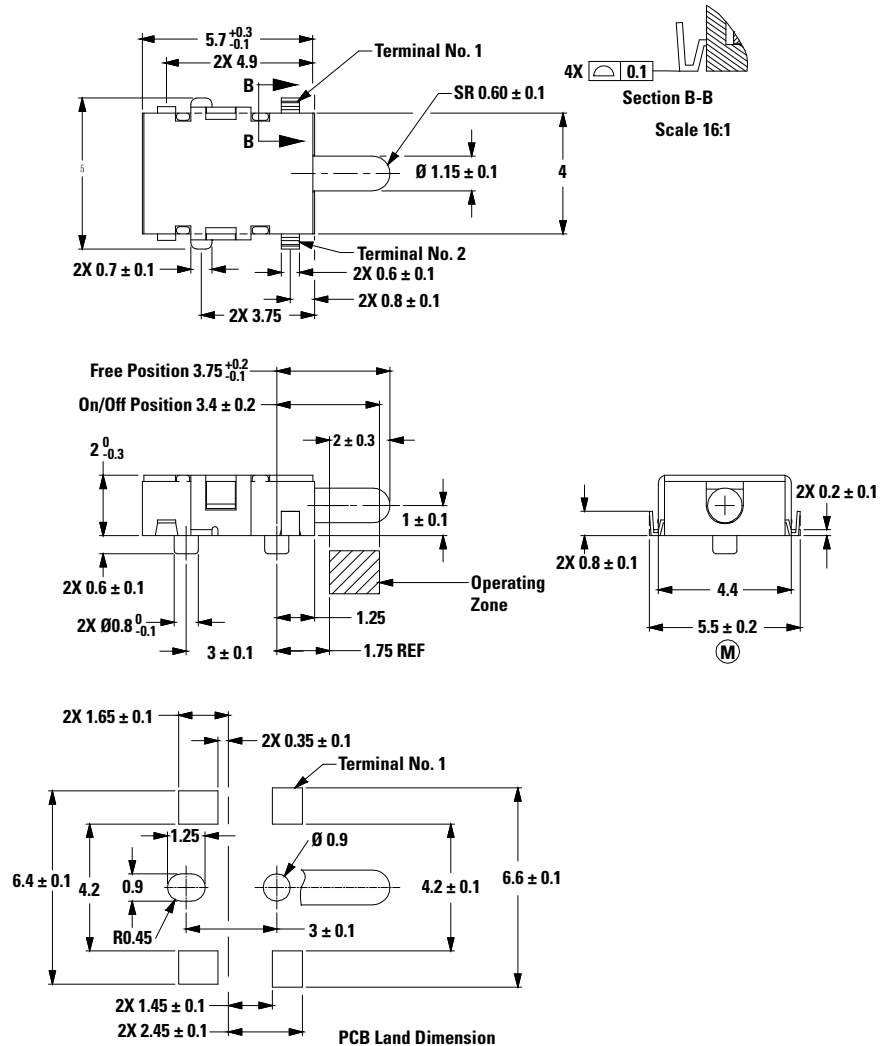 5.7 +0.3 -0.1
2X 4.9
Terminal No. 1
B
B
SR 0.60 ± 0.1
Ø 1.15 ± 0.1
5
4
Terminal No. 2
2X 0.7 ± 0.1
2X 0.6 ± 0.1
2X 0.8 ± 0.1
2X 3.75
4X ⌓ 0.1
Section B-B
Scale 16:1
Free Position 3.75 +0.2 -0.1
On/Off Position 3.4 ± 0.2
2 ± 0.3
2 0 -0.3
1 ± 0.1
2X 0.6 ± 0.1
Operating
Zone
2X Ø0.8 0 -0.1
1.25
3 ± 0.1
1.75 REF
2X 0.2 ± 0.1
2X 0.8 ± 0.1
4.4
5.5 ± 0.2
M
2X 1.65 ± 0.1
2X 0.35 ± 0.1
Terminal No. 1
1.25
Ø 0.9
6.4 ± 0.1
4.2
0.9
4.2 ± 0.1
6.6 ± 0.1
R0.45
3 ± 0.1
2X 1.45 ± 0.1
2X 2.45 ± 0.1
PCB Land Dimension